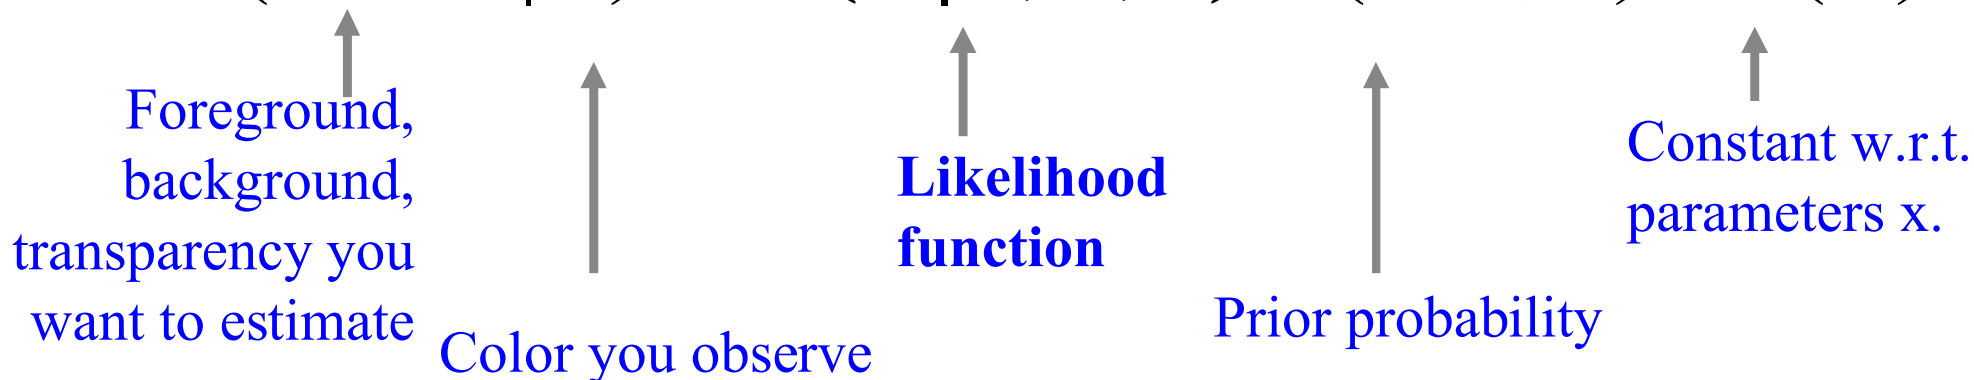 Foreground,
background,
transparency you
want to estimate
Color you observe
Likelihood
function
Prior probability
Constant w.r.t.
parameters x.